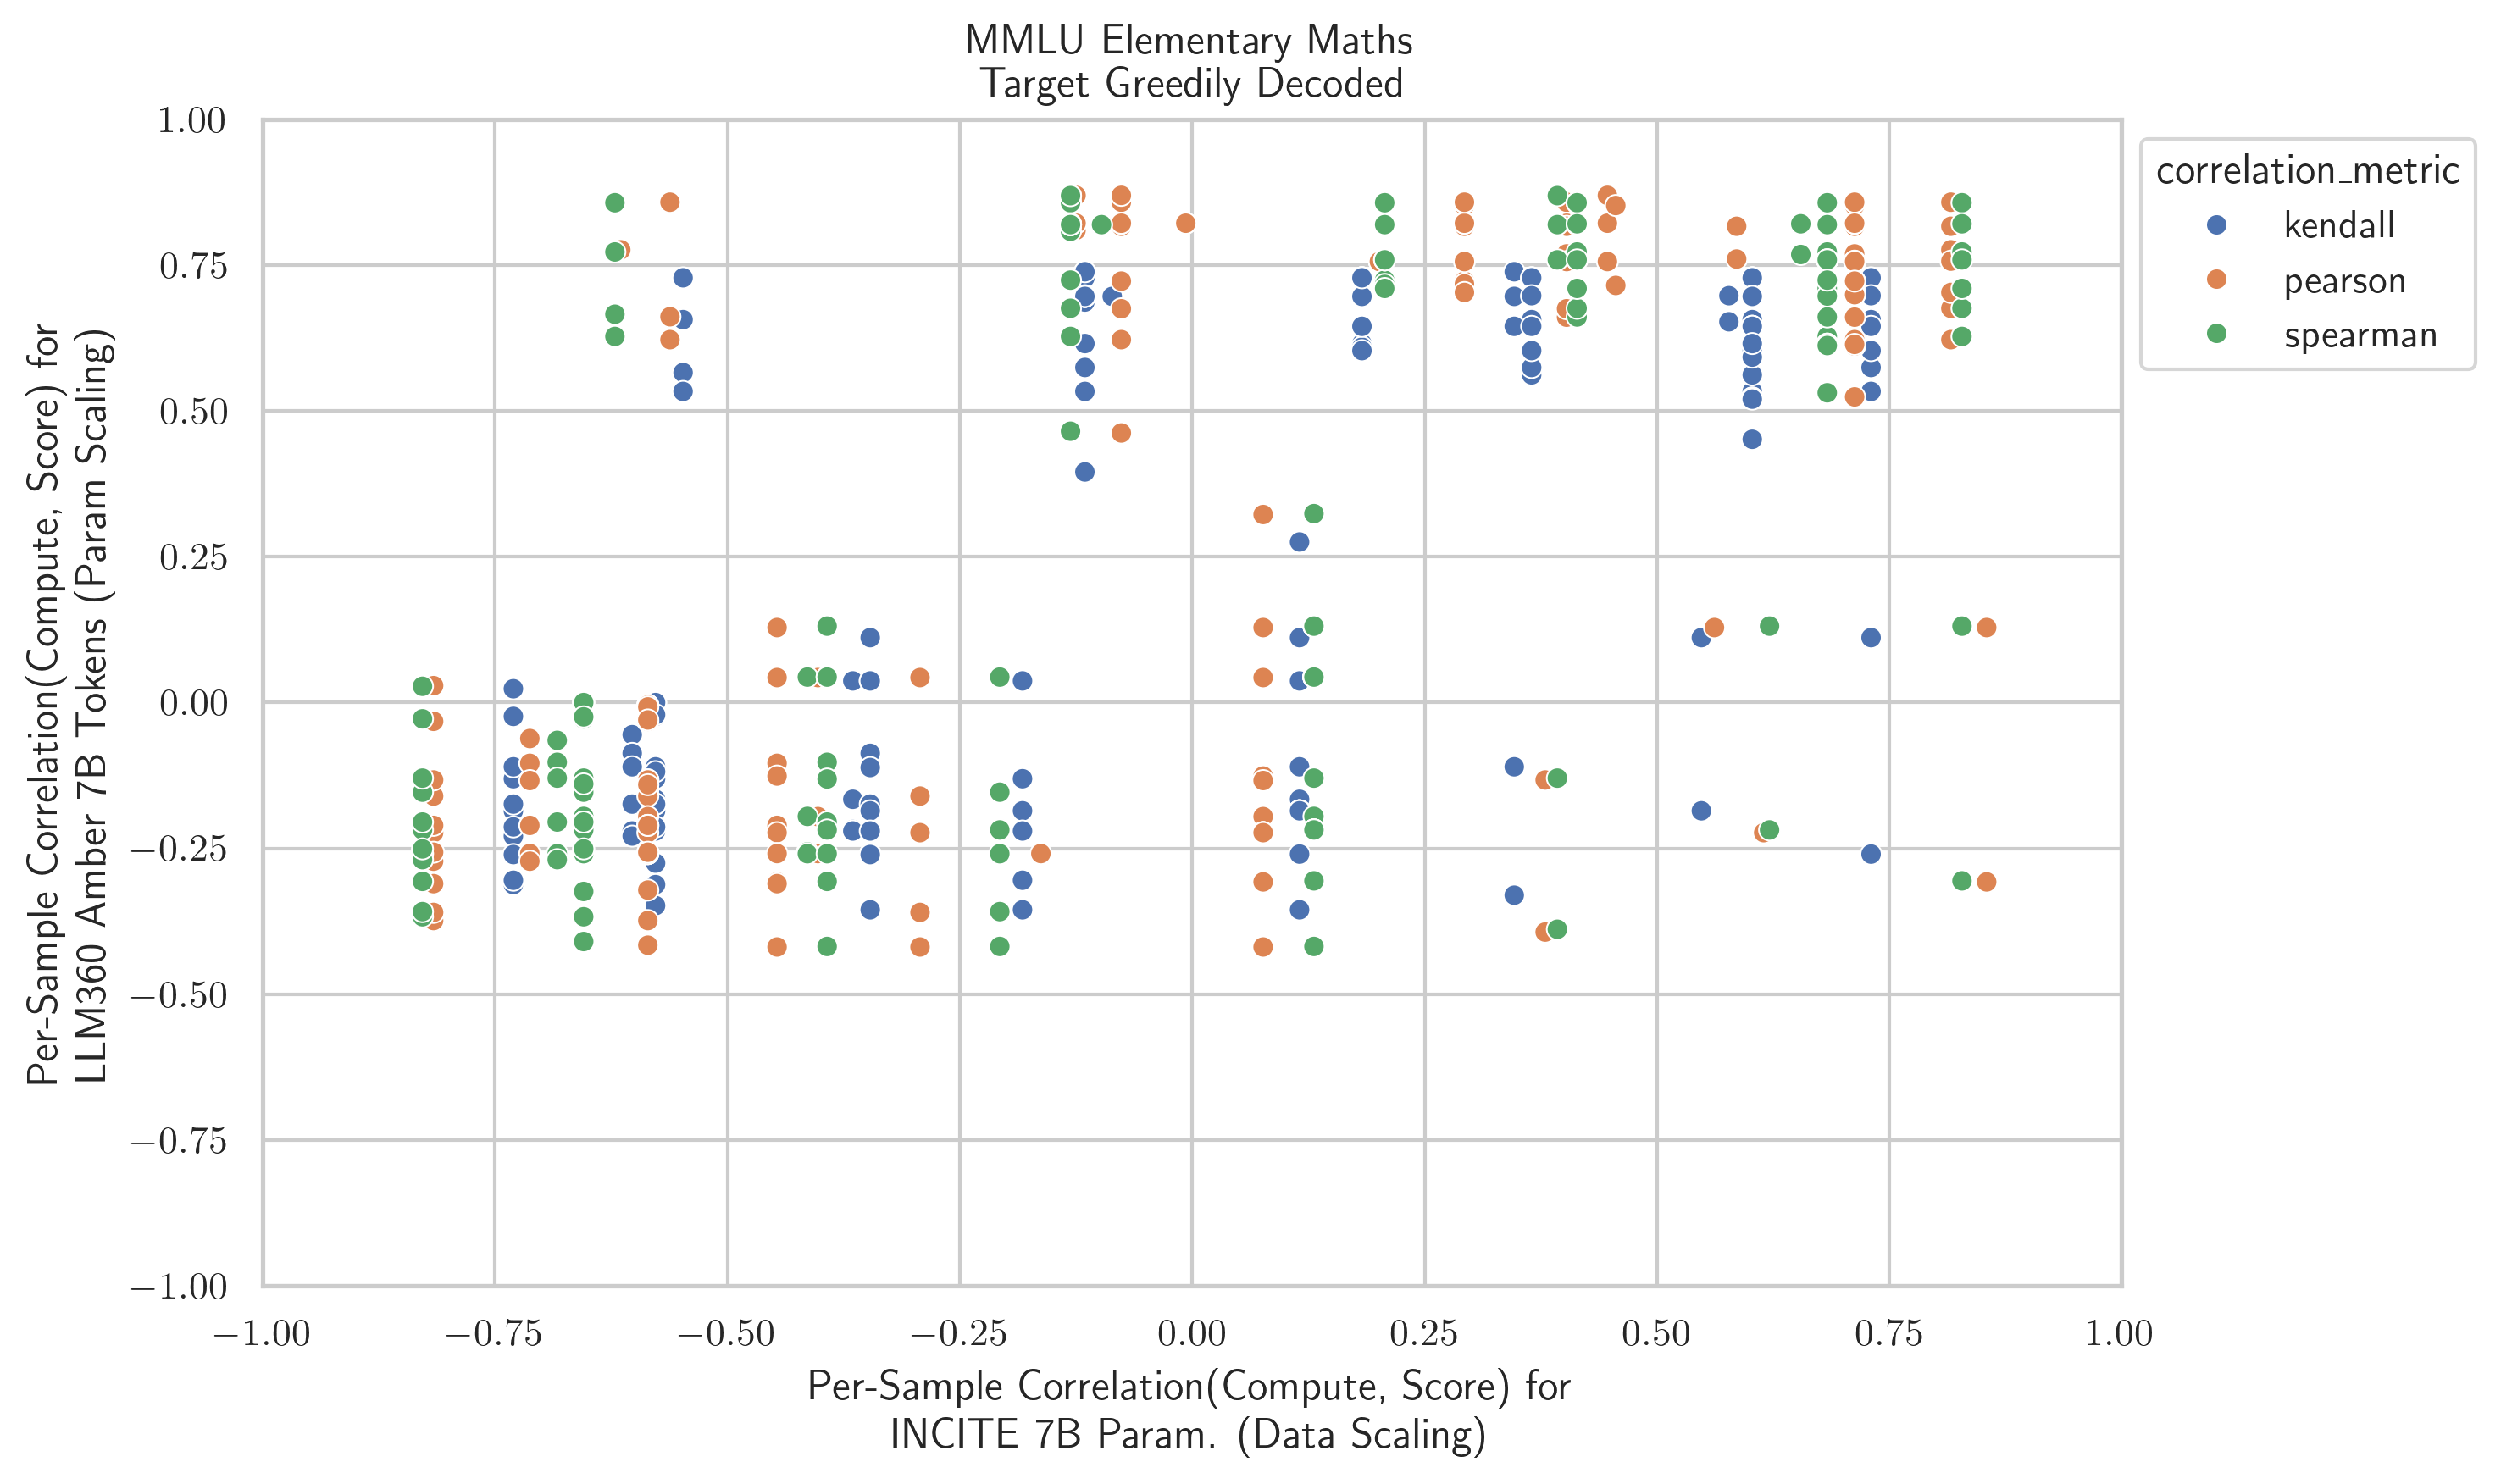 MMLU Elementary Maths
Target Greedily Decoded
1.00
0.75
0.50
0.25
0.00
−0.25
−0.50
−0.75
−1.00
Per-Sample Correlation(Compute, Score) for
LLM360 Amber 7B Tokens (Param Scaling)
correlation_metric
kendall
pearson
spearman
−1.00 −0.75 −0.50 −0.25 0.00 0.25 0.50 0.75 1.00
Per-Sample Correlation(Compute, Score) for
INCITE 7B Param. (Data Scaling)